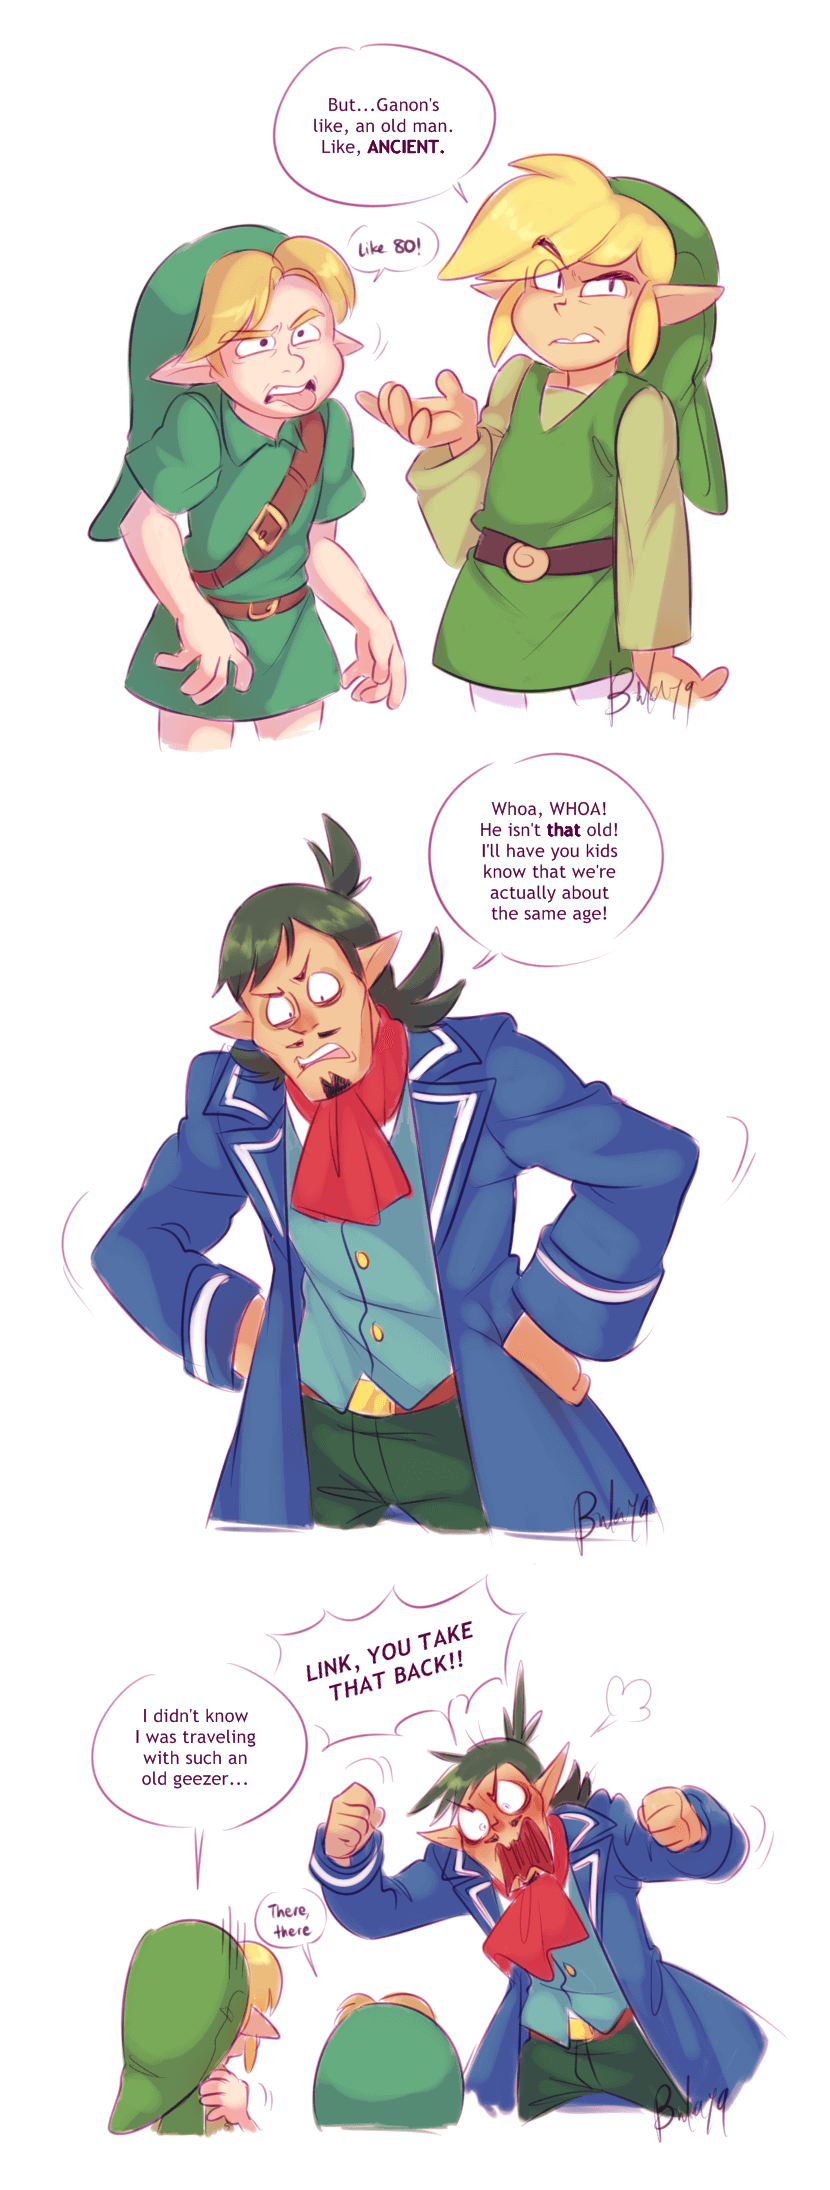 But...Ganon's
like, an old man.
Like, ANCIENT.
Like 80!
Whoa, WHOA!
He isn't that old!
I'll have you kids
know that we're
actually about
the same age!
LINK, YOU TAKE
THAT BACK!!
I didn't know
I was traveling
with such an
old geezer...
There,
there